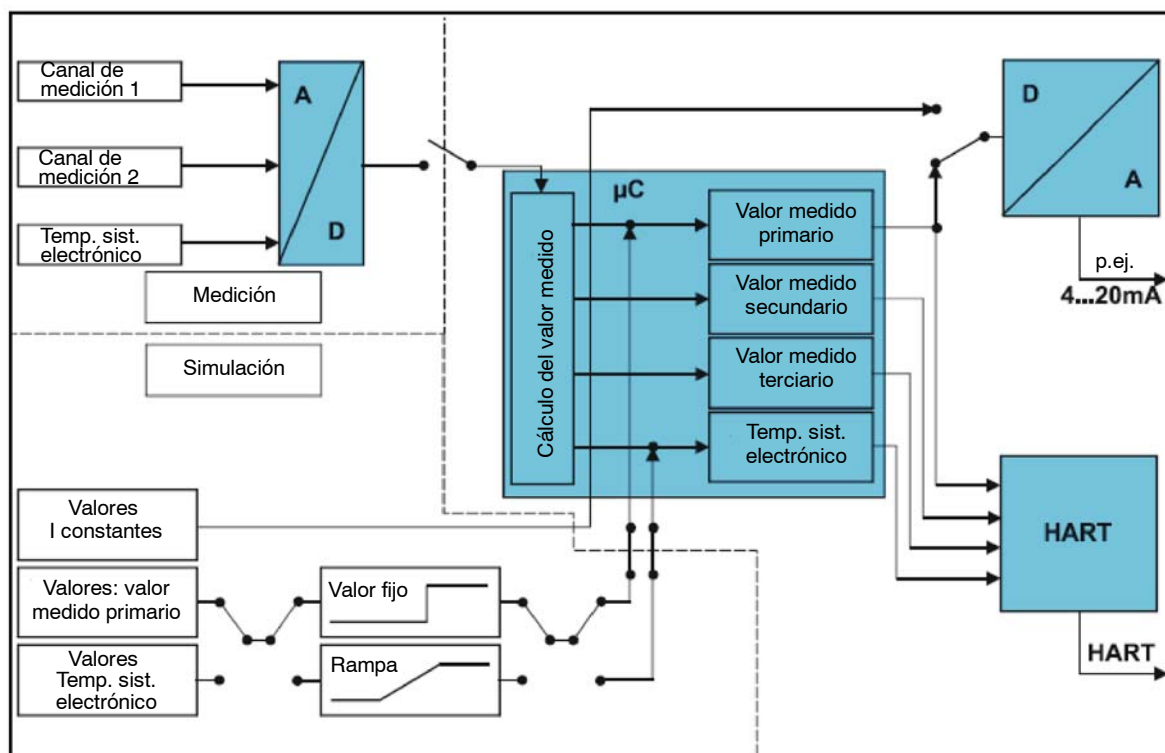 Canal de
medición 1
A
D
Canal de
medición 2
Temp. sist.
electrónico
D
Medición
Simulación
µC
Cálculo del valor medido
Valor medido
primario
Valor medido
secundario
Valor medido
terciario
Temp. sist.
electrónico
A
p.ej.
4...20mA
Valores
I constantes
Valores: valor
medido primario
Valor fijo
Valores
Temp. sist.
electrónico
Rampa
HART
HART